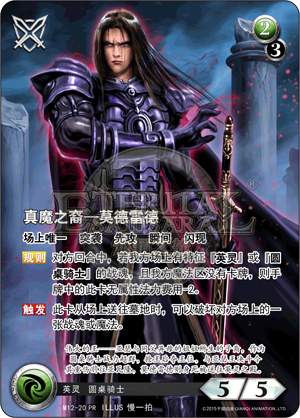 2
3
真魔之裔—莫德雷德
场上唯一 突袭 先攻 瞬间 闪现
规则 对方回合中，若我方场上有特征「英灵」或「圆
桌骑士」的战魂，且我方魔法区没有卡牌，则手
牌中的此卡无属性法力费用-2。
触发 此卡从场上送往墓地时，可以破坏对方场上的一
张战魂或魔法。
英灵 圆桌骑士
M12-20 PR ILLUS 慢一拍
5/5